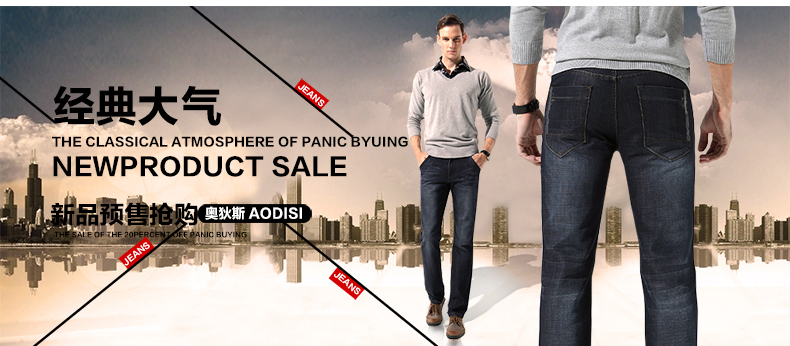 JEANS
经典大气
THE CLASSICAL ATMOSPHERE OF PANIC BYUING
NEWPRODUCT SALE
新品预售抢购 奥狄斯 AODISI
THE SALE OF THE 20PERCENT OFF PANIC BUYING
JEANS
JEANS